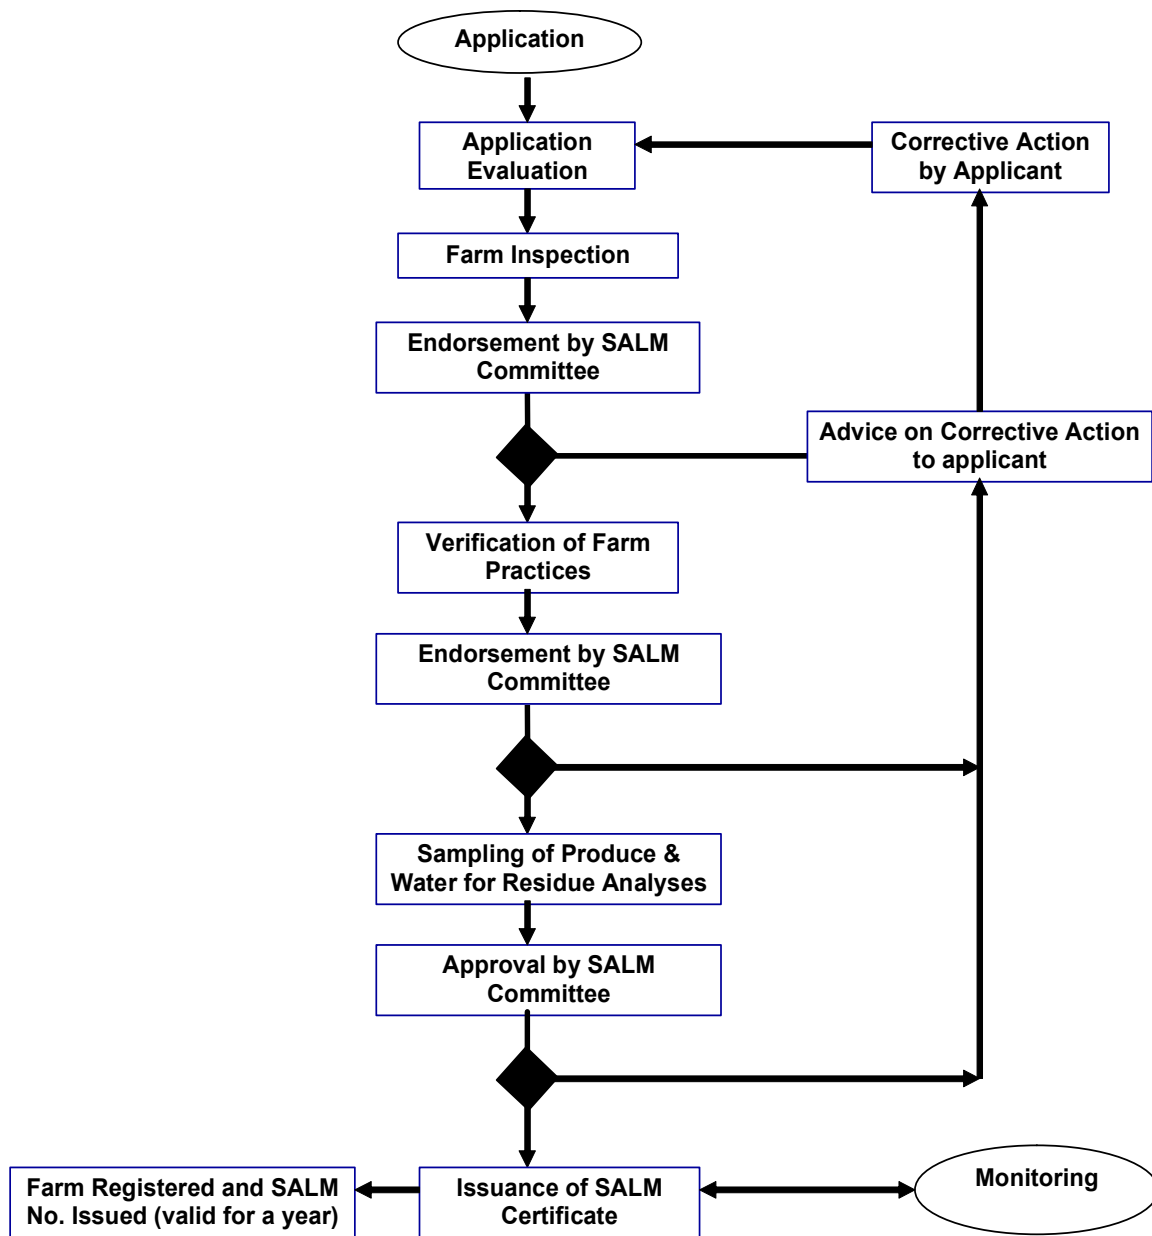 Application
Application
Evaluation
Corrective Action
by Applicant
Farm Inspection
Endorsement by SALM
Committee
Advice on Corrective Action
to applicant
Verification of Farm
Practices
Endorsement by SALM
Committee
Sampling of Produce &
Water for Residue Analyses
Approval by SALM
Committee
Farm Registered and SALM
No. Issued (valid for a year)
Issuance of SALM
Certificate
Monitoring